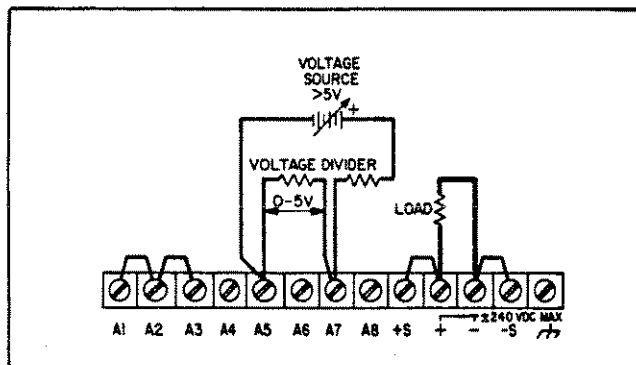 VOLTAGE
SOURCE
>5V
+
VOLTAGE DIVIDER
0-5V
LOAD
A1 A2 A3 A4 A5 A6 A7 A8 +S + - -S
±240 VDC MAX